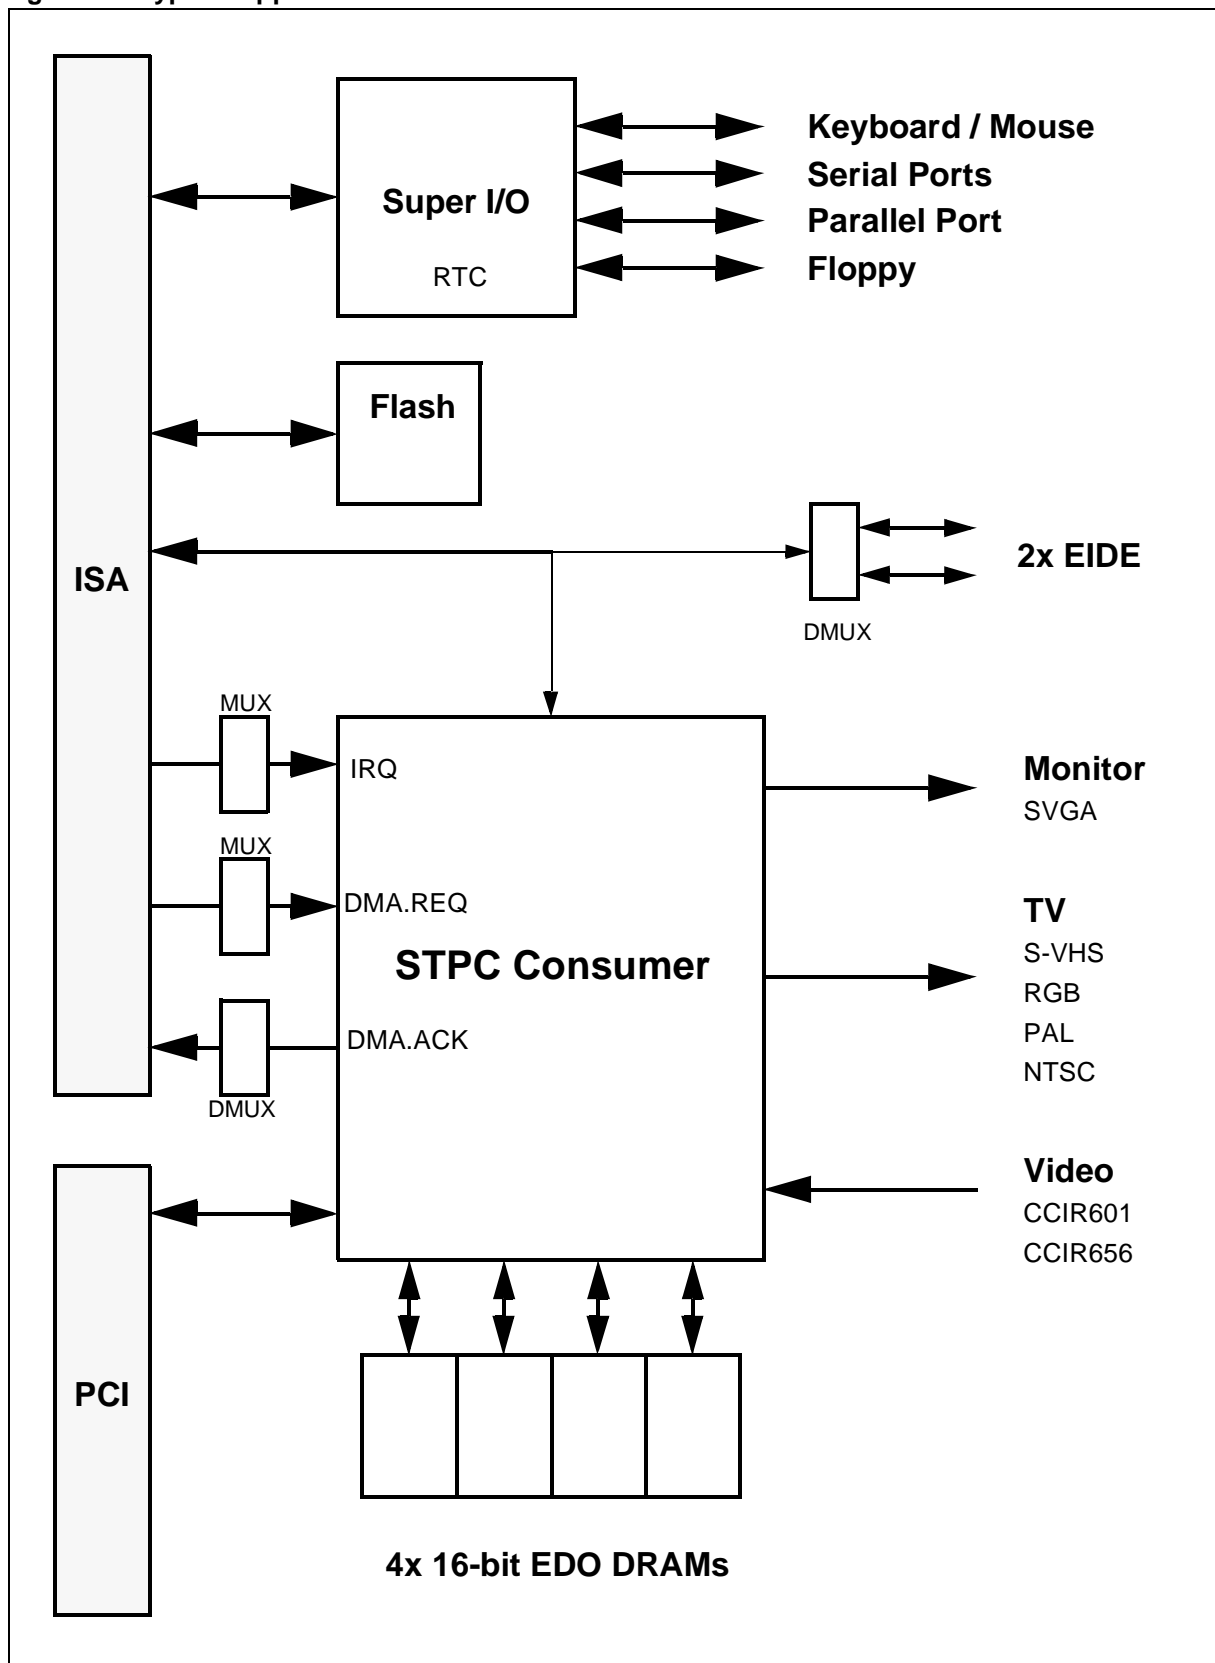 Keyboard / Mouse
Serial Ports
Super I/O
Parallel Port
RTC
Floppy
Flash
ISA
2x EIDE
DMUX
MUX
IRQ
Monitor
SVGA
MUX
DMA.REQ
TV
STPC Consumer
S-VHS
RGB
DMA.ACK
PAL
NTSC
DMUX
Video
CCIR601
CCIR656
PCI
4x 16-bit EDO DRAMs